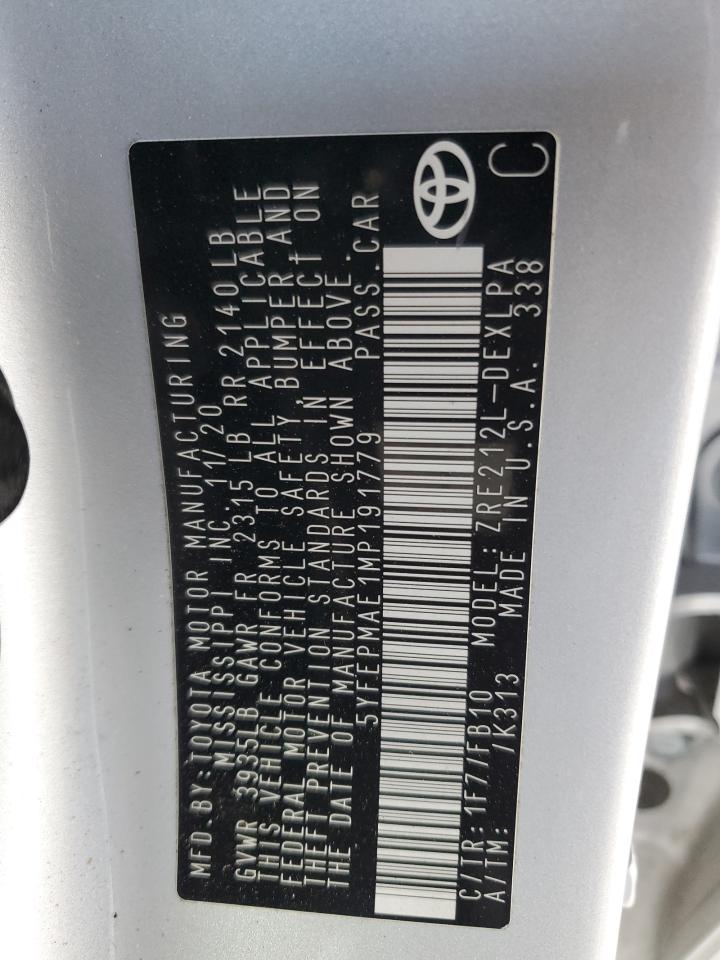 MFD. BY: TOYOTA MOTOR MANUFACTURING
MISSISSIPPI INC. 11/20
GVWR 3935LB GAWR FR 2315LB RR 2140LB
THIS VEHICLE CONFORMS TO ALL APPLICABLE
FEDERAL MOTOR VEHICLE SAFETY, BUMPER, AND
THEFT PREVENTION STANDARDS IN EFFECT ON
THE DATE OF MANUFACTURE SHOWN ABOVE.
5YFEPMAE1MP191779 PASS. CAR
C/TR: 1F7/FB10 MODEL: ZRE212L-DEXLPA
A/TM: /K313 MADE IN U.S.A. 338
C